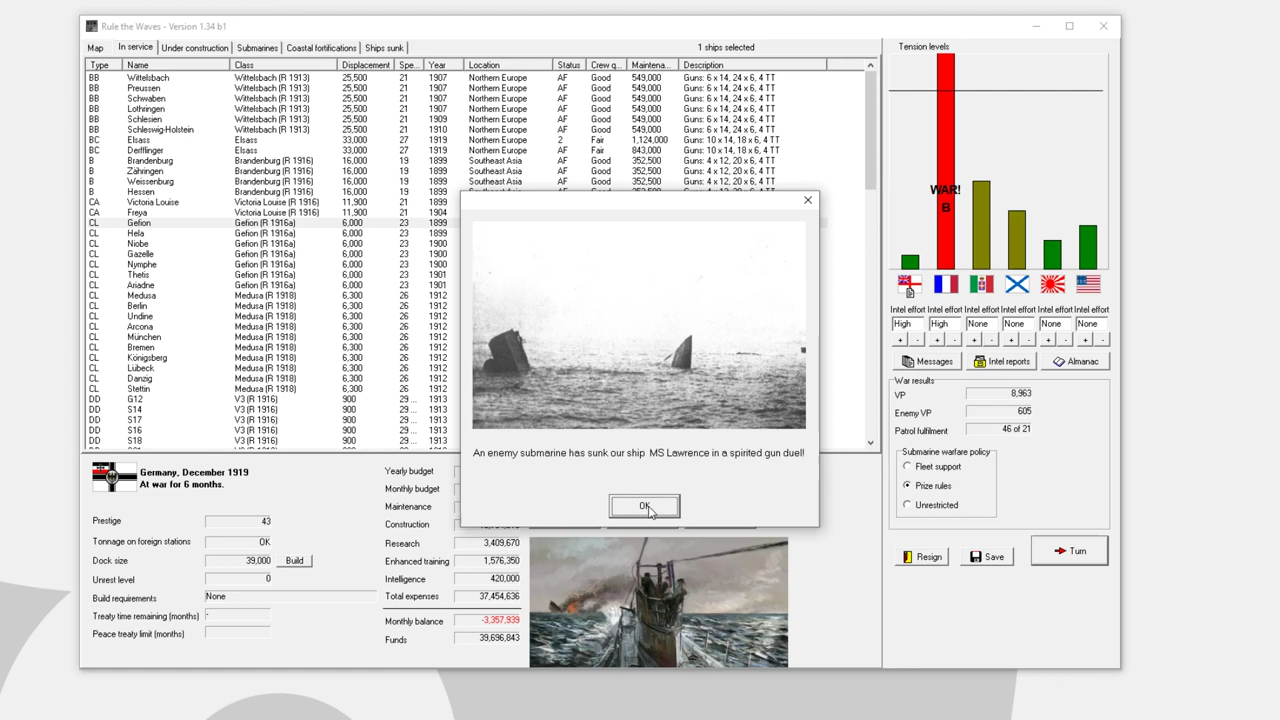 Rule the Waves - Version 1.34 b1
Map In service Under construction Submarines Coastal fortifications Ships sunk 1 ships selected
Type Name Class Displacement Spe... Year Location Status Crew q... Maintena... Description
BB Wittelsbach Wittelsbach (R 1913) 25,500 21 1907 Northern Europe AF Good 549,000 Guns: 6 x 14, 24 x 6, 4 TT
BB Preussen Wittelsbach (R 1913) 25,500 21 1907 Northern Europe AF Good 549,000 Guns: 6 x 14, 24 x 6, 4 TT
BB Schwaben Wittelsbach (R 1913) 25,500 21 1907 Northern Europe AF Good 549,000 Guns: 6 x 14, 24 x 6, 4 TT
BB Lothringen Wittelsbach (R 1913) 25,500 21 1907 Northern Europe AF Good 549,000 Guns: 6 x 14, 24 x 6, 4 TT
BB Schlesien Wittelsbach (R 1913) 25,500 21 1909 Northern Europe AF Good 549,000 Guns: 6 x 14, 24 x 6, 4 TT
BB Schleswig-Holstein Wittelsbach (R 1913) 25,500 21 1910 Northern Europe AF Good 549,000 Guns: 6 x 14, 24 x 6, 4 TT
BC Elsass Elsass 33,000 27 1919 Northern Europe 2 Fair 1,124,000 Guns: 10 x 14, 18 x 6, 4 TT
BC Derfflinger Elsass 33,000 27 1919 Northern Europe AF Fair 843,000 Guns: 10 x 14, 18 x 6, 4 TT
B Brandenburg Brandenburg (R 1916) 16,000 19 1899 Southeast Asia AF Good 352,500 Guns: 4 x 12, 20 x 6, 4 TT
B Zähringen Brandenburg (R 1916) 16,000 19 1899 Southeast Asia AF Good 352,500 Guns: 4 x 12, 20 x 6, 4 TT
B Weissenburg Brandenburg (R 1916) 16,000 19 1899 Southeast Asia AF Good 352,500 Guns: 4 x 12, 20 x 6, 4 TT
B Hessen Brandenburg (R 1916) 16,000 19 1899
CA Victoria Louise Victoria Louise (R 1916) 11,900 21 1899
CA Freya Victoria Louise (R 1916) 11,900 21 1904
CL Gefion Gefion (R 1916a) 6,000 23 1899
CL Hela Gefion (R 1916a) 6,000 23 1899
CL Niobe Gefion (R 1916a) 6,000 23 1900
CL Gazelle Gefion (R 1916a) 6,000 23 1900
CL Nymphe Gefion (R 1916a) 6,000 23 1900
CL Thetis Gefion (R 1916a) 6,000 23 1901
CL Ariadne Gefion (R 1916a) 6,000 23 1901
CL Medusa Medusa (R 1918) 6,300 26 1912
CL Berlin Medusa (R 1918) 6,300 26 1912
CL Undine Medusa (R 1918) 6,300 26 1912
CL Arcona Medusa (R 1918) 6,300 26 1912
CL München Medusa (R 1918) 6,300 26 1912
CL Bremen Medusa (R 1918) 6,300 26 1912
CL Königsberg Medusa (R 1918) 6,300 26 1912
CL Lübeck Medusa (R 1918) 6,300 26 1912
CL Danzig Medusa (R 1918) 6,300 26 1912
CL Stettin Medusa (R 1918) 6,300 26 1912
DD G12 V3 (R 1916) 900 29 ... 1913
DD S14 V3 (R 1916) 900 29 ... 1913
DD S17 V3 (R 1916) 900 29 ... 1913
DD S16 V3 (R 1916) 900 29 ... 1913
DD S18 V3 (R 1916) 900 29 ... 1913
An enemy submarine has sunk our ship MS Lawrence in a spirited gun duel!
OK
Tension levels
WAR!
B
Intel effort Intel effort Intel effort Intel effort Intel effort Intel effort
High High None None None None
+ - + - + - + - + - + -
Messages Intel reports Almanac
War results
VP 8,963
Enemy VP 605
Patrol fulfilment 46 of 21
Submarine warfare policy
Fleet support
Prize rules
Unrestricted
Resign Save Turn
Germany, December 1919
At war for 6 months.
Prestige 43
Tonnage on foreign stations OK
Dock size 39,000 Build
Unrest level 0
Build requirements None
Treaty time remaining (months) -
Peace treaty limit (months)
Yearly budget
Monthly budget
Maintenance
Construction
Research 3,409,670
Enhanced training 1,576,350
Intelligence 420,000
Total expenses 37,454,636
Monthly balance -3,357,939
Funds 39,696,843